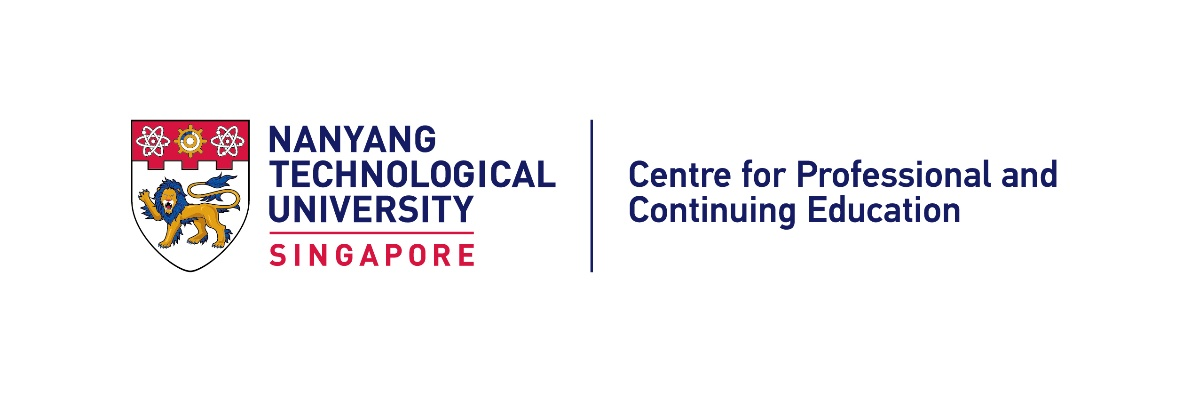 NANYANG
TECHNOLOGICAL
UNIVERSITY
SINGAPORE
Centre for Professional and
Continuing Education